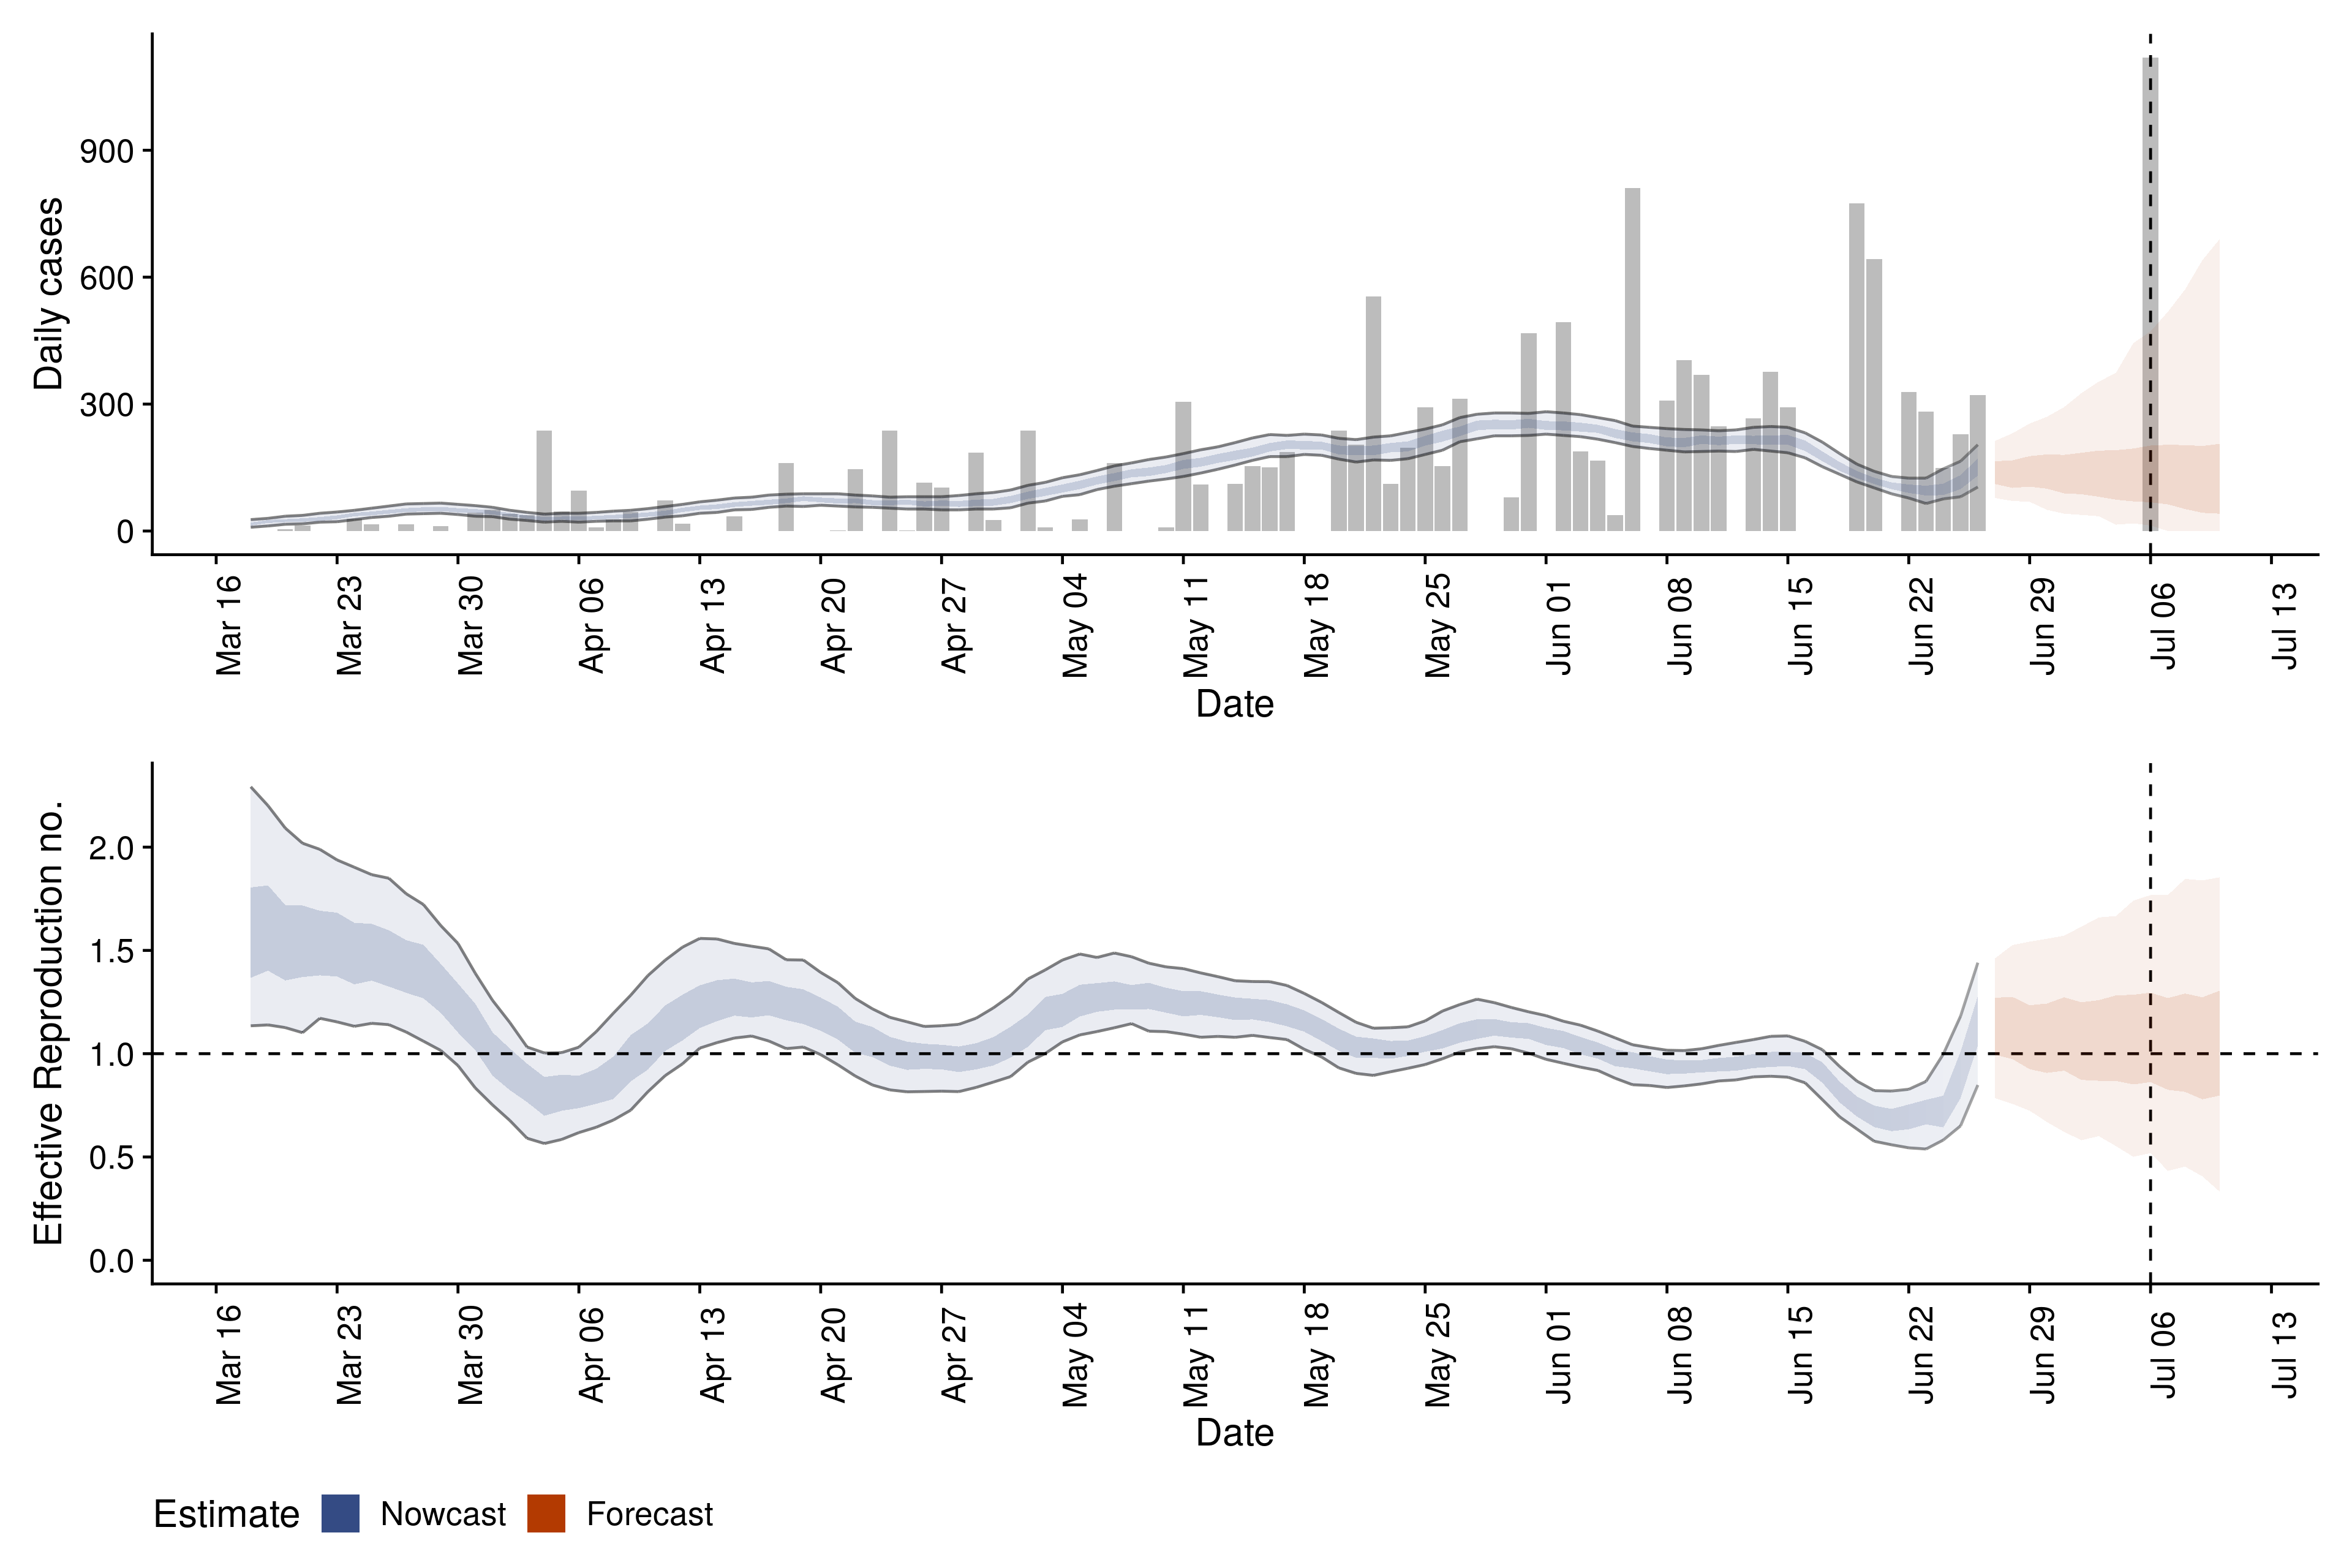 Daily cases
900
600
300
0
Mar 16 Mar 23 Mar 30 Apr 06 Apr 13 Apr 20 Apr 27 May 04 May 11 May 18 May 25 Jun 01 Jun 08 Jun 15 Jun 22 Jun 29 Jul 06 Jul 13
Date
Effective Reproduction no.
2.0
1.5
1.0
0.5
0.0
Mar 16 Mar 23 Mar 30 Apr 06 Apr 13 Apr 20 Apr 27 May 04 May 11 May 18 May 25 Jun 01 Jun 08 Jun 15 Jun 22 Jun 29 Jul 06 Jul 13
Date
Estimate Nowcast Forecast